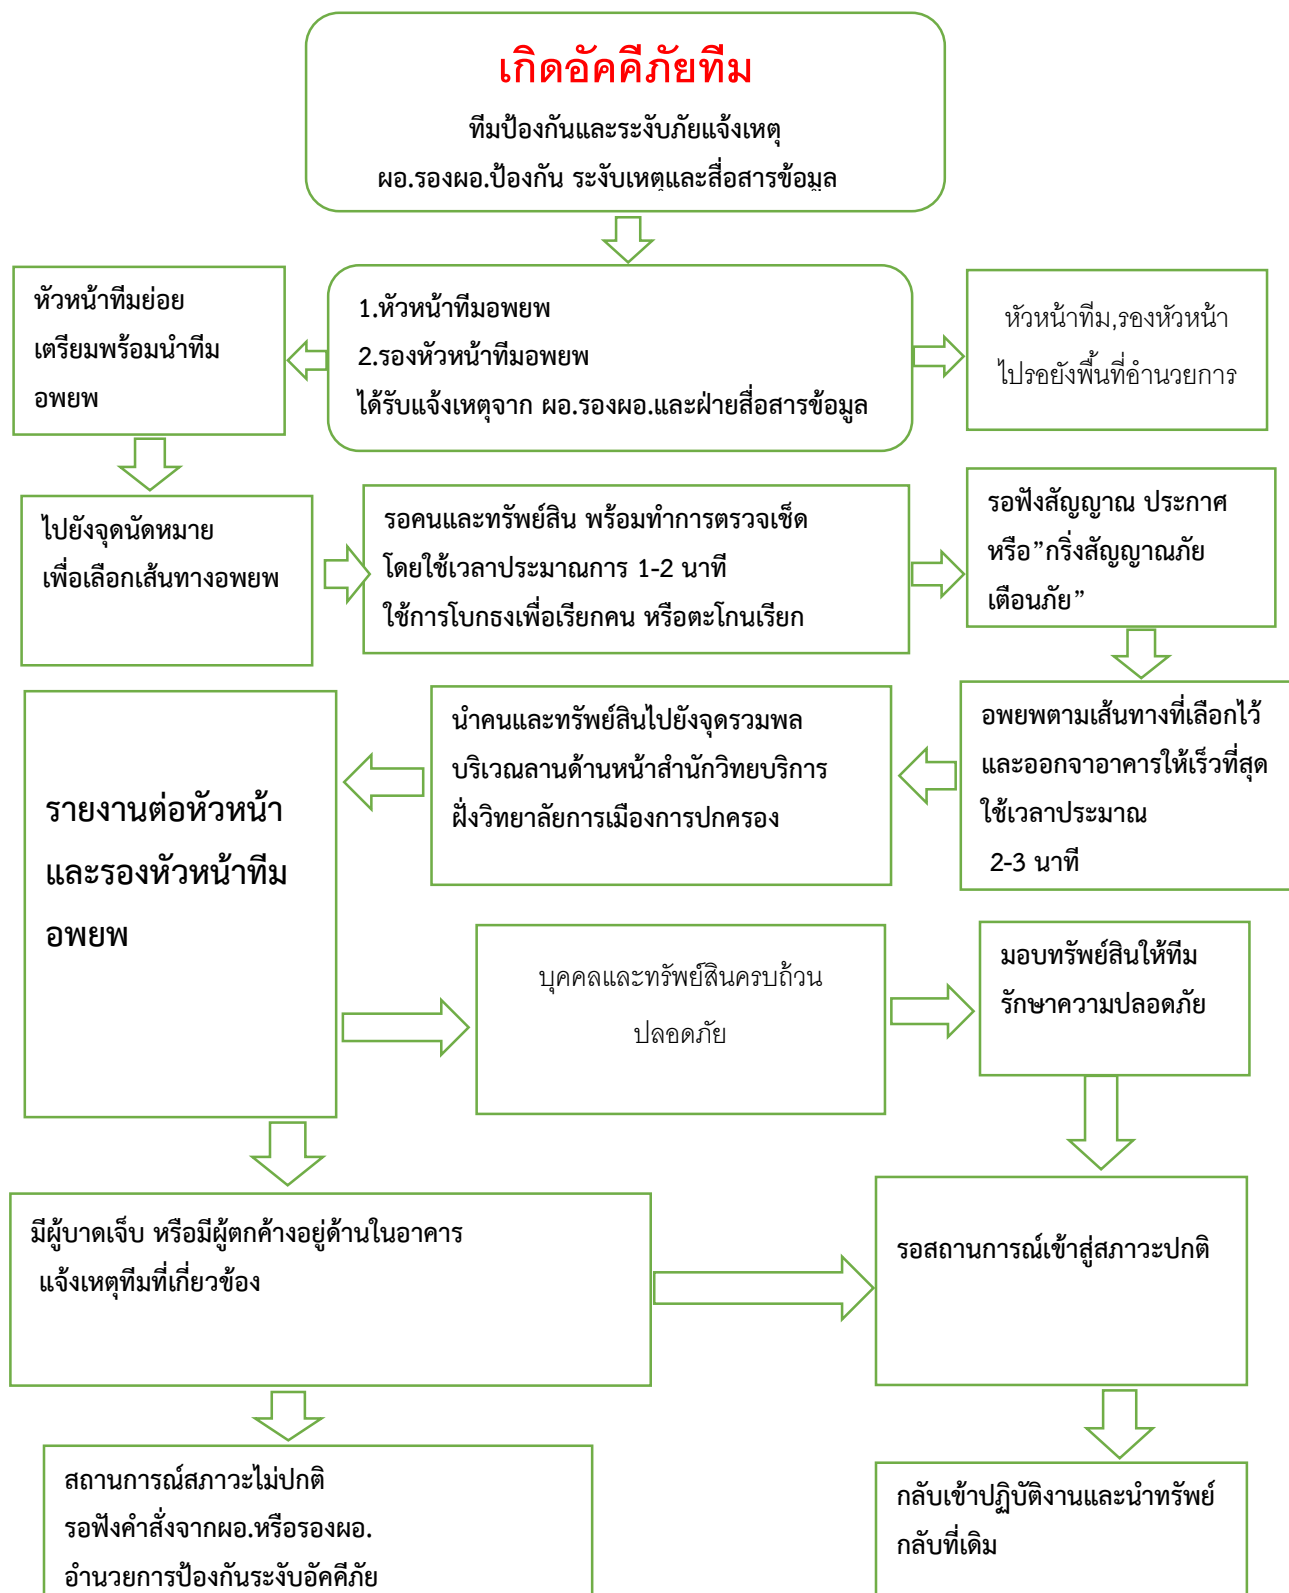 เกิดอัคคีภัยทีม
ทีมป้องกันและระงับภัยแจ้งเหตุ
ผอ.รองผอ.ป้องกัน ระงับเหตุและสื่อสารข้อมูล
หัวหน้าทีมย่อย
เตรียมพร้อมนำทีม
อพยพ
1.หัวหน้าทีมอพยพ
2.รองหัวหน้าทีมอพยพ
ได้รับแจ้งเหตุจาก ผอ.รองผอ.และฝ่ายสื่อสารข้อมูล
หัวหน้าทีม,รองหัวหน้า
ไปรอยังพื้นที่อำนวยการ
ไปยังจุดนัดหมาย
เพื่อเลือกเส้นทางอพยพ
รอคนและทรัพย์สิน พร้อมทำการตรวจเช็ด
โดยใช้เวลาประมาณการ 1-2 นาที
ใช้การโบกธงเพื่อเรียกคน หรือตะโกนเรียก
รอฟังสัญญาณ ประกาศ
หรือ”กริ่งสัญญาณภัย
เตือนภัย”
อพยพตามเส้นทางที่เลือกไว้
และออกจาอาคารให้เร็วที่สุด
ใช้เวลาประมาณ
2-3 นาที
นำคนและทรัพย์สินไปยังจุดรวมพล
บริเวณลานด้านหน้าสำนักวิทยบริการ
ฝั่งวิทยาลัยการเมืองการปกครอง
รายงานต่อหัวหน้า
และรองหัวหน้าทีม
อพยพ
บุคคลและทรัพย์สินครบถ้วน
ปลอดภัย
มอบทรัพย์สินให้ทีม
รักษาความปลอดภัย
มีผู้บาดเจ็บ หรือมีผู้ตกค้างอยู่ด้านในอาคาร
แจ้งเหตุทีมที่เกี่ยวข้อง
รอสถานการณ์เข้าสู่สภาวะปกติ
สถานการณ์สภาวะไม่ปกติ
รอฟังคำสั่งจากผอ.หรือรองผอ.
อำนวยการป้องกันระงับอัคคีภัย
กลับเข้าปฏิบัติงานและนำทรัพย์
กลับที่เดิม